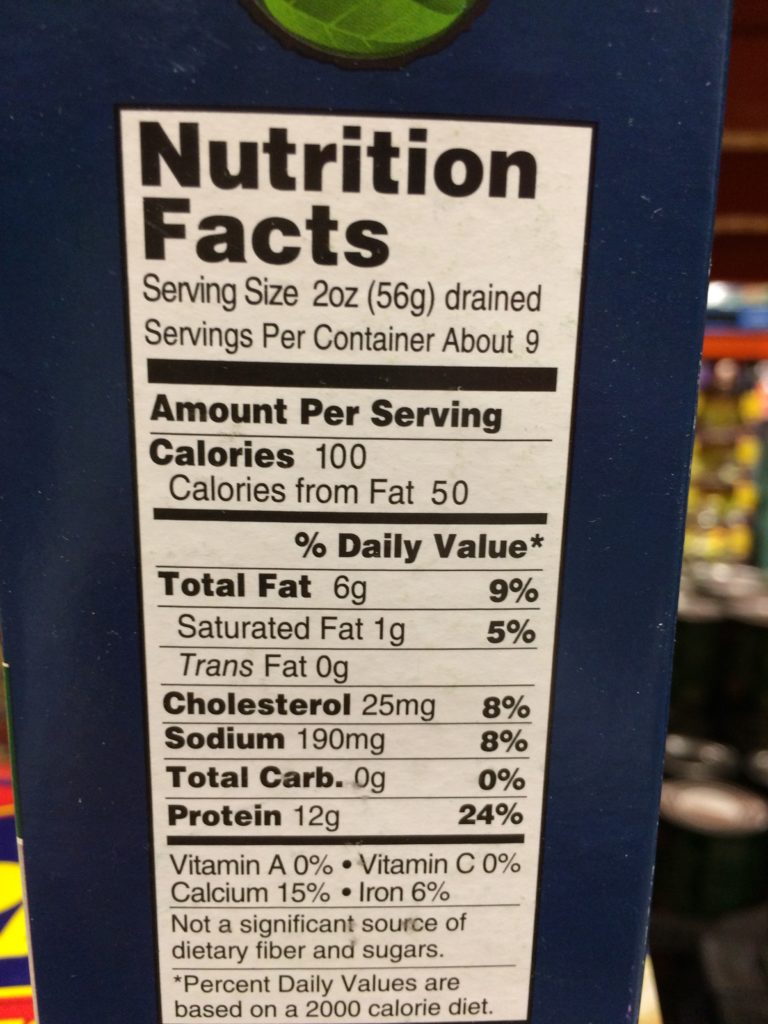 Nutrition
Facts
Serving Size 2oz (56g) drained
Servings Per Container About 9
Amount Per Serving
Calories 100
Calories from Fat 50
% Daily Value*
Total Fat 6g 9%
Saturated Fat 1g 5%
Trans Fat 0g
Cholesterol 25mg 8%
Sodium 190mg 8%
Total Carb. 0g 0%
Protein 12g 24%
Vitamin A 0% • Vitamin C 0%
Calcium 15% • Iron 6%
Not a significant source of
dietary fiber and sugars.
*Percent Daily Values are
based on a 2000 calorie diet.